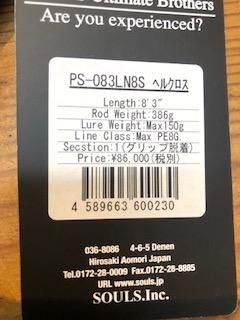 Ultimate Brothers
Are you experienced?
PS-083LN8S ヘルクロス
Length:8'3"
Rod Weight:386g
Lure Weight:Max150g
Line Class:Max PE8G.
Secstion:1(グリップ脱着)
Price:¥86,000(税別)
4 589663 600230
036-8086 4-6-5 Denen
Hirosaki Aomori Japan
Tel.0172-28-0009 Fax.0172-28-8885
URL www.souls.jp
SOULS.Inc.